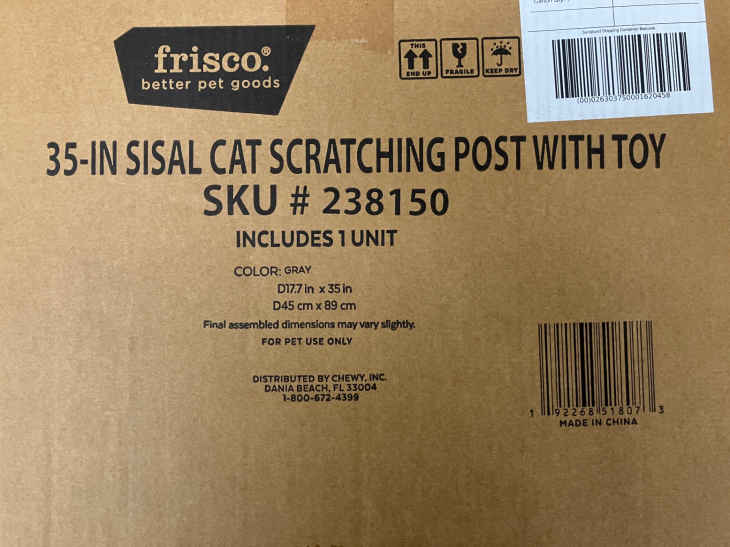 frisco.®
better pet goods
THIS
END UP
FRAGILE
KEEP DRY
(00)026303750001620458
35-IN SISAL CAT SCRATCHING POST WITH TOY
SKU # 238150
INCLUDES 1 UNIT
COLOR: GRAY
D17.7 in x 35 in
D45 cm x 89 cm
Final assembled dimensions may vary slightly.
FOR PET USE ONLY
DISTRIBUTED BY CHEWY, INC.
DANIA BEACH, FL 33004
1-800-672-4399
1 92268 51807 3
MADE IN CHINA